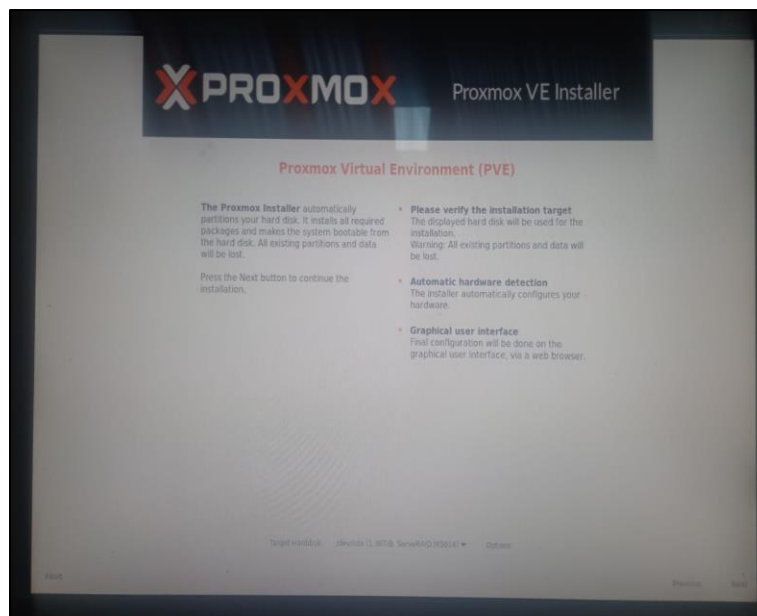 PROXMOX
Proxmox VE Installer
Proxmox Virtual Environment (PVE)
The Proxmox Installer automatically
partitions your hard disk. It installs all required
packages and makes the system bootable from
the hard disk. All existing partitions and data
will be lost.
Press the Next button to continue the
installation.
Please verify the installation target
The displayed hard disk will be used for the
installation.
Warning: All existing partitions and data will
be lost.
Automatic hardware detection
The installer automatically configures your
hardware.
Graphical user interface
Final configuration will be done on the
graphical user interface, via a web browser.
Target Harddisk
Options
Abort
Previous
Next